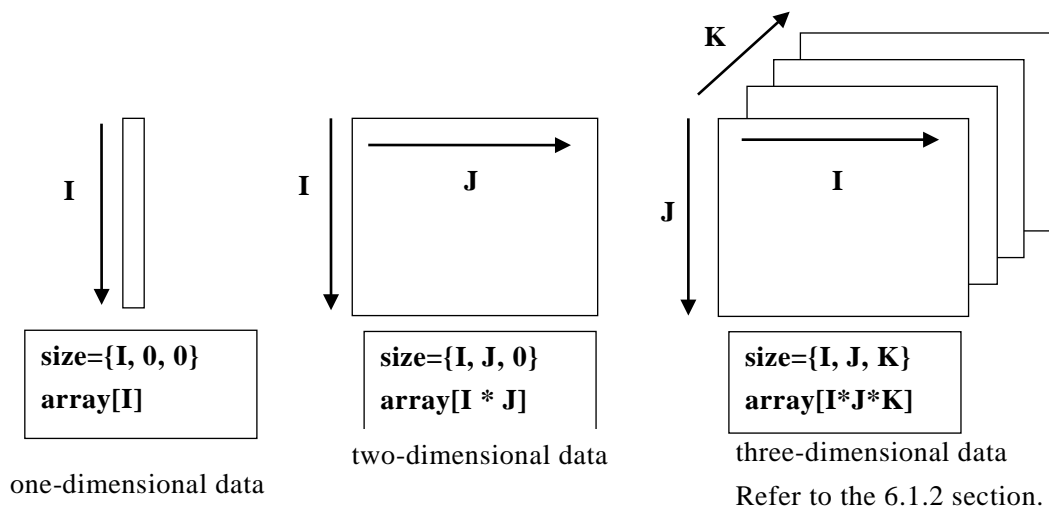 I
size={I, 0, 0}
array[I]
one-dimensional data
I
J
size={I, J, 0}
array[I * J]
two-dimensional data
K
J
I
size={I, J, K}
array[I*J*K]
three-dimensional data
Refer to the 6.1.2 section.